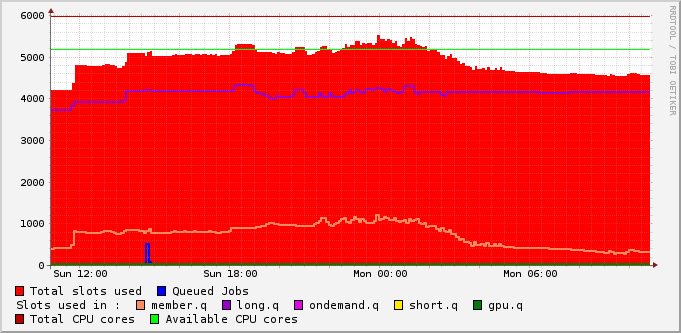 6000
5000
4000
3000
2000
1000
0
Sun 12:00 Sun 18:00 Mon 00:00 Mon 06:00
Total slots used Queued Jobs
Slots used in : member.q long.q ondemand.q short.q gpu.q
Total CPU cores Available CPU cores
RRDTOOL / TOBI OETIKER